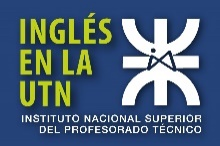 INGLÉS
EN LA
UTN
INSTITUTO NACIONAL SUPERIOR
DEL PROFESORADO TÉCNICO